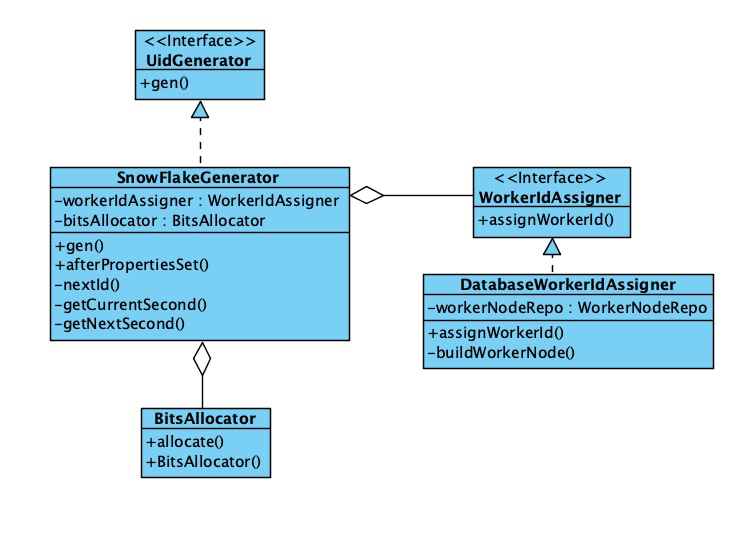 <<Interface>>
UidGenerator
+gen()
SnowFlakeGenerator
-workerIdAssigner : WorkerIdAssigner
-bitsAllocator : BitsAllocator
+gen()
+afterPropertiesSet()
-nextId()
-getCurrentSecond()
-getNextSecond()
<<Interface>>
WorkerIdAssigner
+assignWorkerId()
DatabaseWorkerIdAssigner
-workerNodeRepo : WorkerNodeRepo
+assignWorkerId()
-buildWorkerNode()
BitsAllocator
+allocate()
+BitsAllocator()